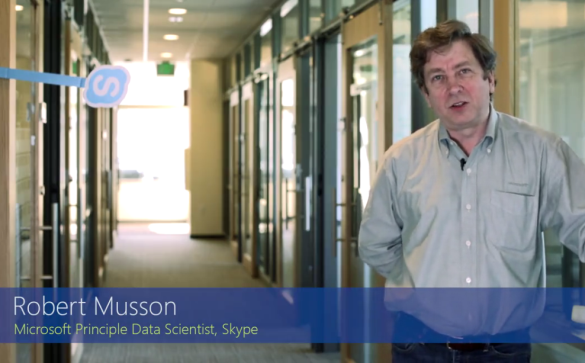 S
Robert Musson
Microsoft Principle Data Scientist, Skype